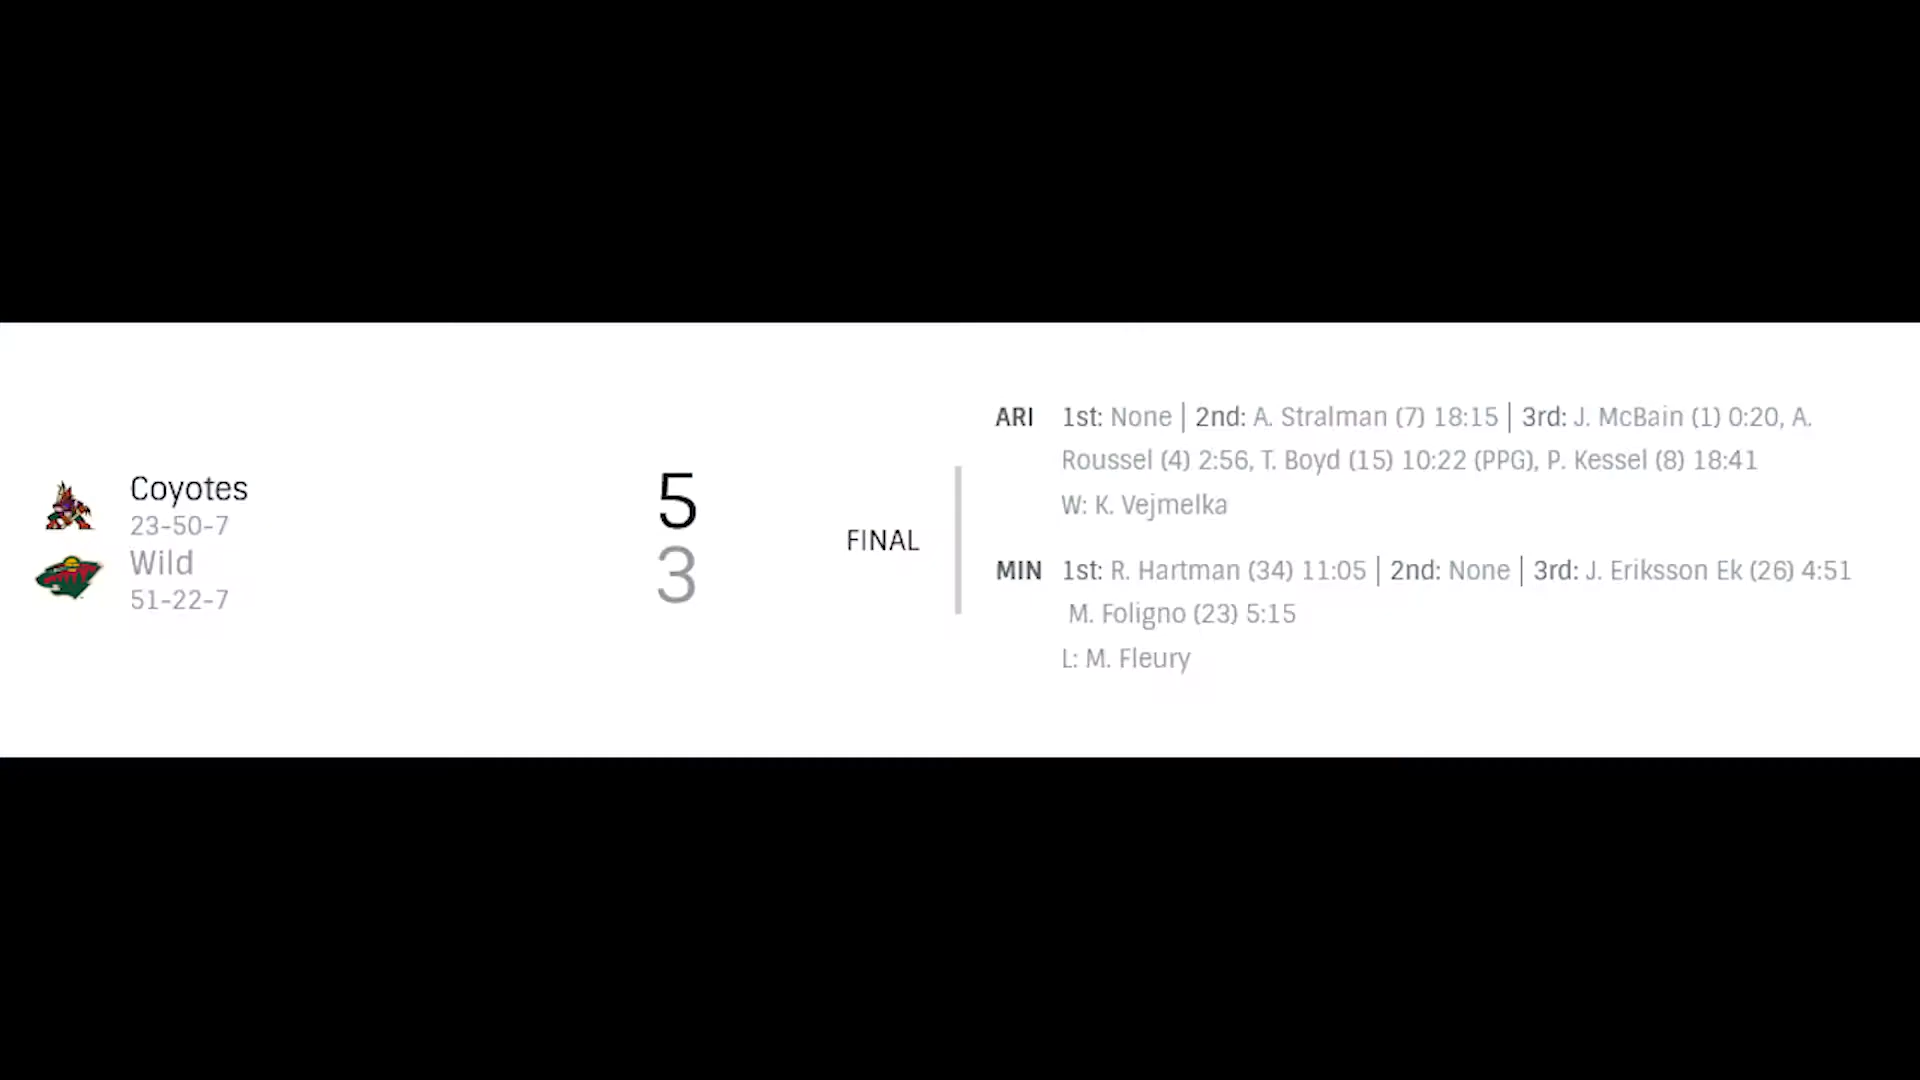 Coyotes
23-50-7
5
Wild
51-22-7
3
FINAL
ARI 1st: None | 2nd: A. Stralman (7) 18:15 | 3rd: J. McBain (1) 0:20, A.
Roussel (4) 2:56, T. Boyd (15) 10:22 (PPG), P. Kessel (8) 18:41
W: K. Vejmelka
MIN 1st: R. Hartman (34) 11:05 | 2nd: None | 3rd: J. Eriksson Ek (26) 4:51
M. Foligno (23) 5:15
L: M. Fleury